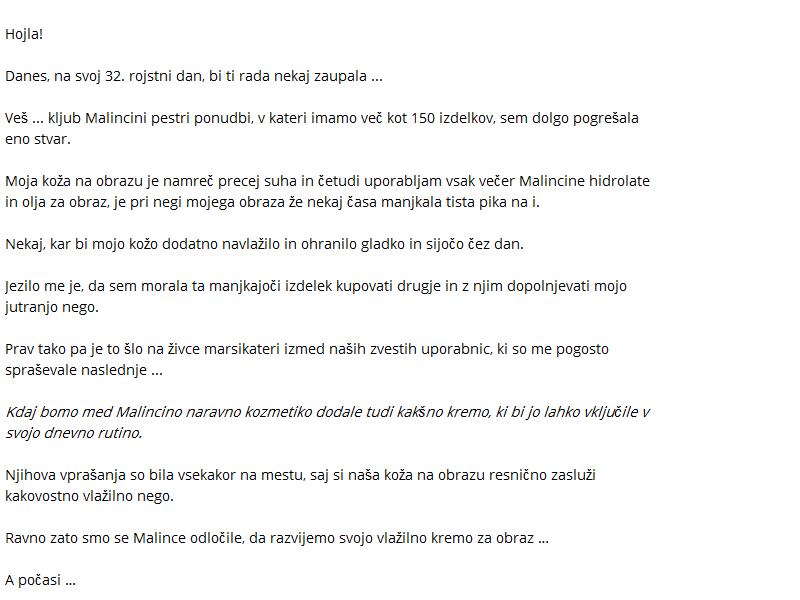 Hojla!
Danes, na svoj 32. rojstni dan, bi ti rada nekaj zaupala ...
Veš ... kljub Malincini pestri ponudbi, v kateri imamo več kot 150 izdelkov, sem dolgo pogrešala
eno stvar.
Moja koža na obrazu je namreč precej suha in četudi uporabljam vsak večer Malincine hidrolate
in olja za obraz, je pri negi mojega obraza že nekaj časa manjkala tista pika na i.
Nekaj, kar bi mojo kožo dodatno navlažilo in ohranilo gladko in sijočo čez dan.
Jezilo me je, da sem morala ta manjkajoči izdelek kupovati drugje in z njim dopolnjevati mojo
jutranjo nego.
Prav tako pa je to šlo na živce marsikateri izmed naših zvestih uporabnic, ki so me pogosto
spraševale naslednje ...
Kdaj bomo med Malincino naravno kozmetiko dodale tudi kakšno kremo, ki bi jo lahko vključile v
svojo dnevno rutino.
Njihova vprašanja so bila vsekakor na mestu, saj si naša koža na obrazu resnično zasluži
kakovostno vlažilno nego.
Ravno zato smo se Malince odločile, da razvijemo svojo vlažilno kremo za obraz ...
A počasi ...